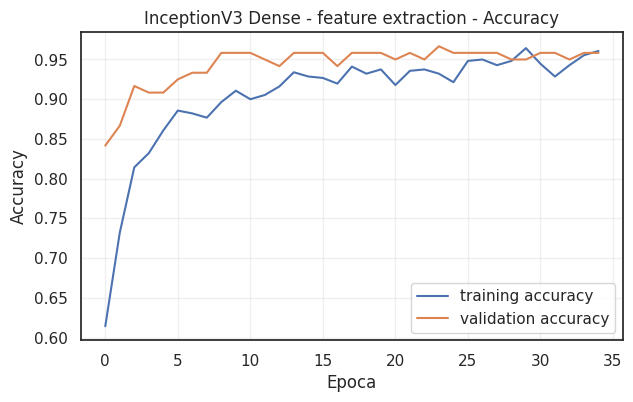 InceptionV3 Dense - feature extraction - Accuracy
Accuracy
0.95
0.90
0.85
0.80
0.75
0.70
0.65
0.60
training accuracy
validation accuracy
0 5 10 15 20 25 30 35
Epoca